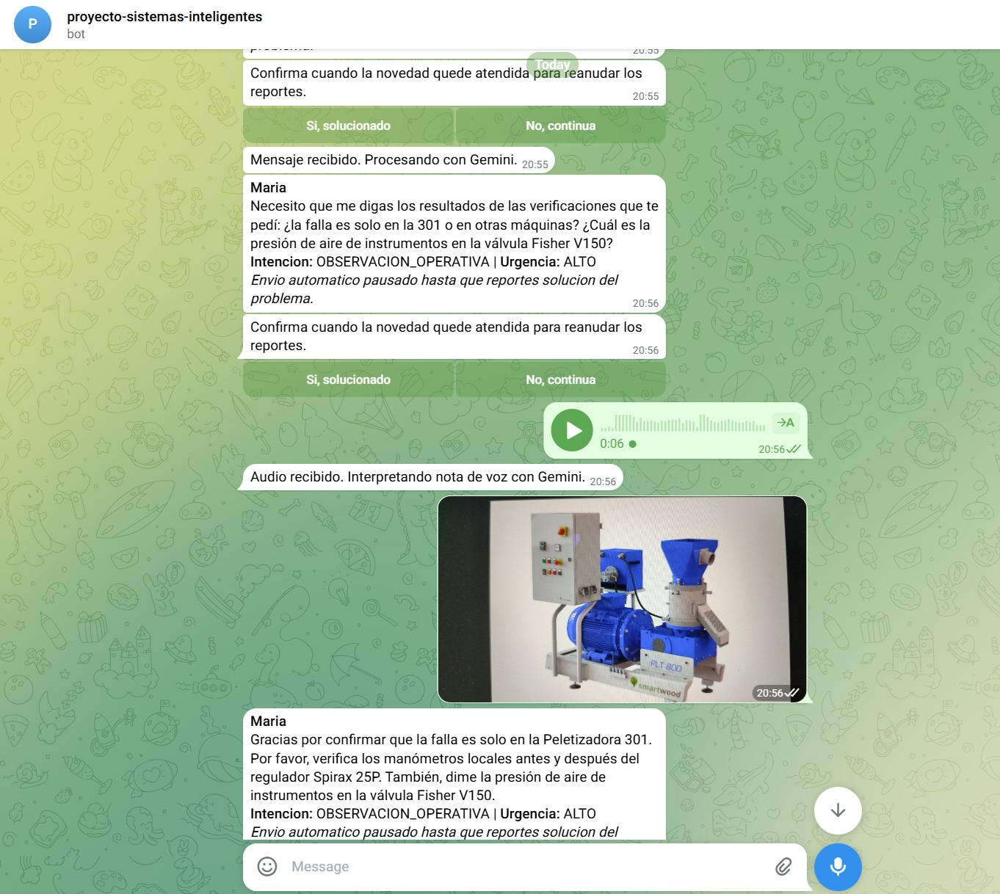 P
proyecto-sistemas-inteligentes
bot
problema.
20:55
Today
Confirma cuando la novedad quede atendida para reanudar los
reportes.
20:55
Si, solucionado
No, continua
Mensaje recibido. Procesando con Gemini. 20:55
Maria
Necesito que me digas los resultados de las verificaciones que te
pedí: ¿la falla es solo en la 301 o en otras máquinas? ¿Cuál es la
presión de aire de instrumentos en la válvula Fisher V150?
Intencion: OBSERVACION_OPERATIVA | Urgencia: ALTO
Envio automatico pausado hasta que reportes solucion del
problema.
20:56
Confirma cuando la novedad quede atendida para reanudar los
reportes.
20:56
Si, solucionado
No, continua
→A
0:06
20:56
Audio recibido. Interpretando nota de voz con Gemini. 20:56
PLT 800
smartwood
20:56
Maria
Gracias por confirmar que la falla es solo en la Peletizadora 301.
Por favor, verifica los manómetros locales antes y después del
regulador Spirax 25P. También, dime la presión de aire de
instrumentos en la válvula Fisher V150.
Intencion: OBSERVACION_OPERATIVA | Urgencia: ALTO
Envio automatico pausado hasta que reportes solucion del
Message